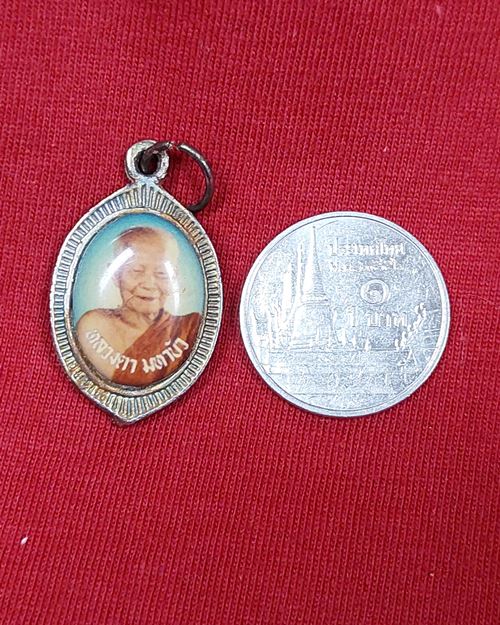 หลวงตา มหาบัว
ประเทศไทย
๑
๑ บาท